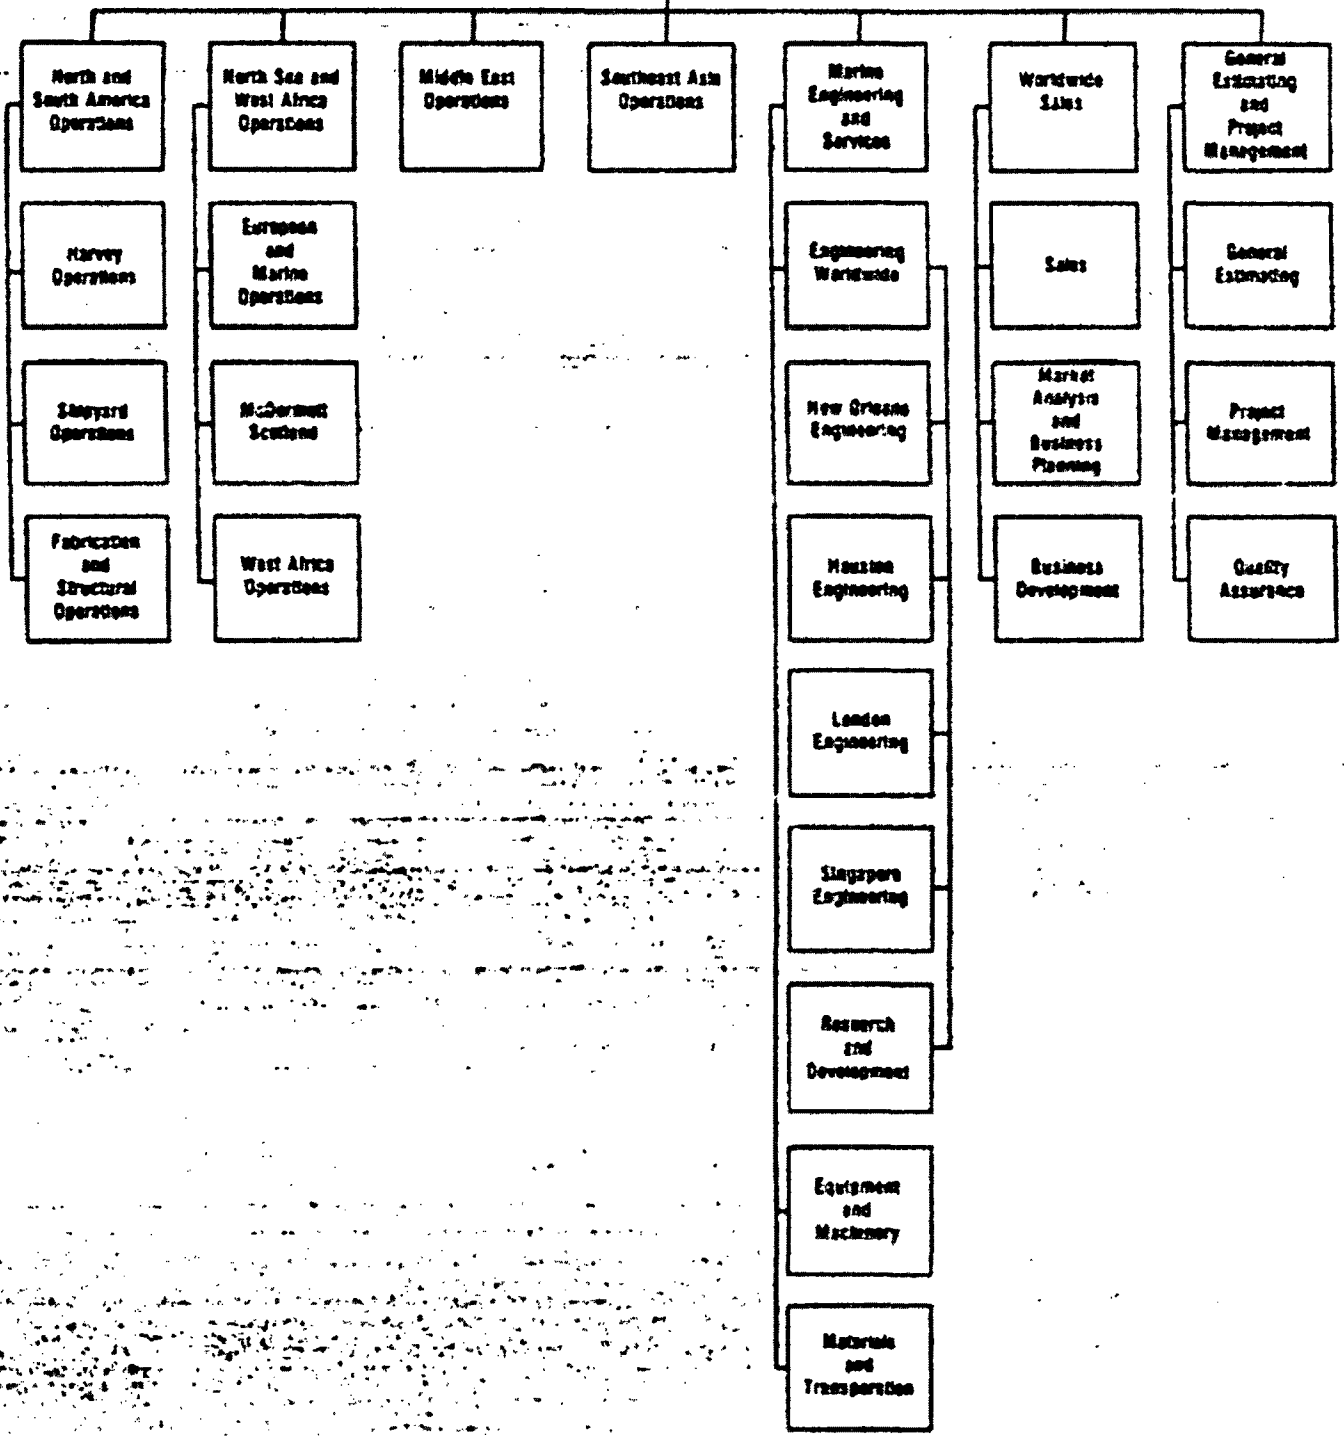 North and
South America
Operations
Harvey
Operations
Shipyard
Operations
Fabrication
and
Structural
Operations
North Sea and
West Africa
Operations
European
and
Marine
Operations
McDermott
Scotland
West Africa
Operations
Middle East
Operations
Southeast Asia
Operations
Marine
Engineering
and
Services
Engineering
Worldwide
New Orleans
Engineering
Houston
Engineering
London
Engineering
Singapore
Engineering
Research
and
Development
Equipment
and
Machinery
Materials
and
Transporation
Worldwide
Sales
Sales
Market
Analysis
and
Business
Planning
Business
Development
General
Estimating
and
Project
Management
General
Estimating
Project
Management
Quality
Assurance